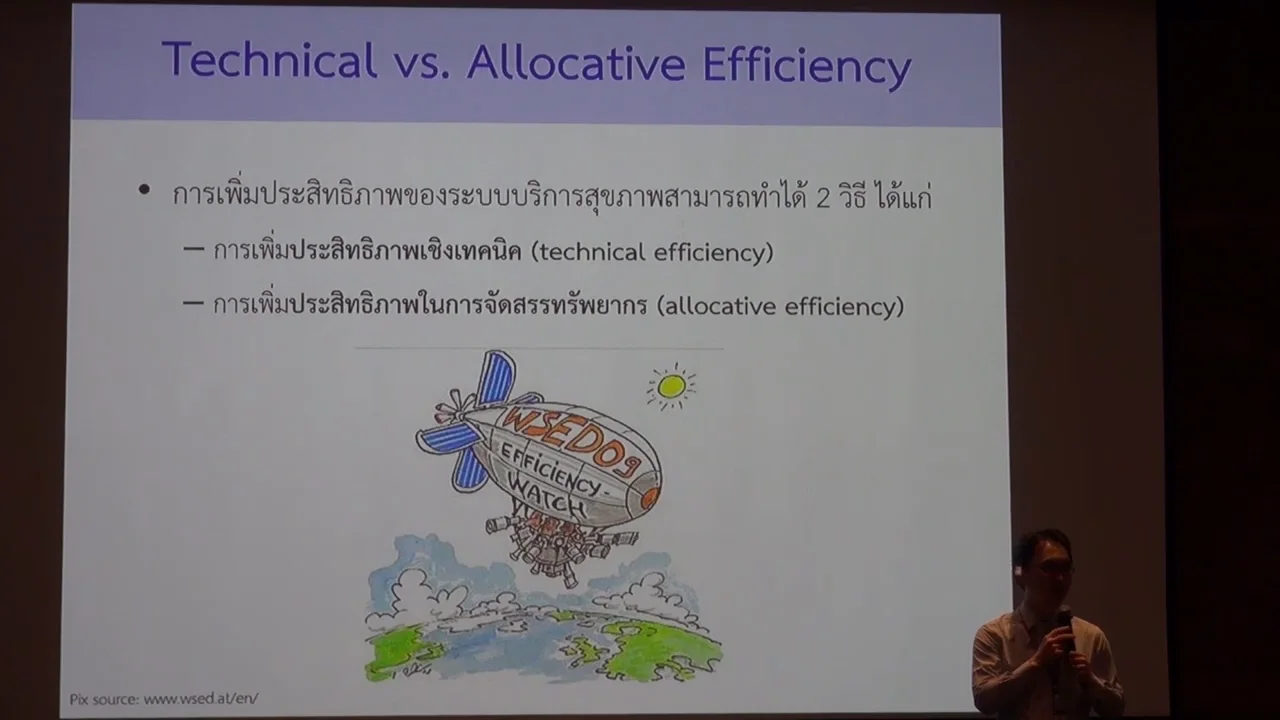 Technical vs. Allocative Efficiency
• การเพิ่มประสิทธิภาพของระบบบริการสุขภาพสามารถทำได้ 2 วิธี ได้แก่
– การเพิ่มประสิทธิภาพเชิงเทคนิค (technical efficiency)
– การเพิ่มประสิทธิภาพในการจัดสรรทรัพยากร (allocative efficiency)
WSED09
EFFICIENCY-
WATCH
Pix source: www.wsed.at/en/